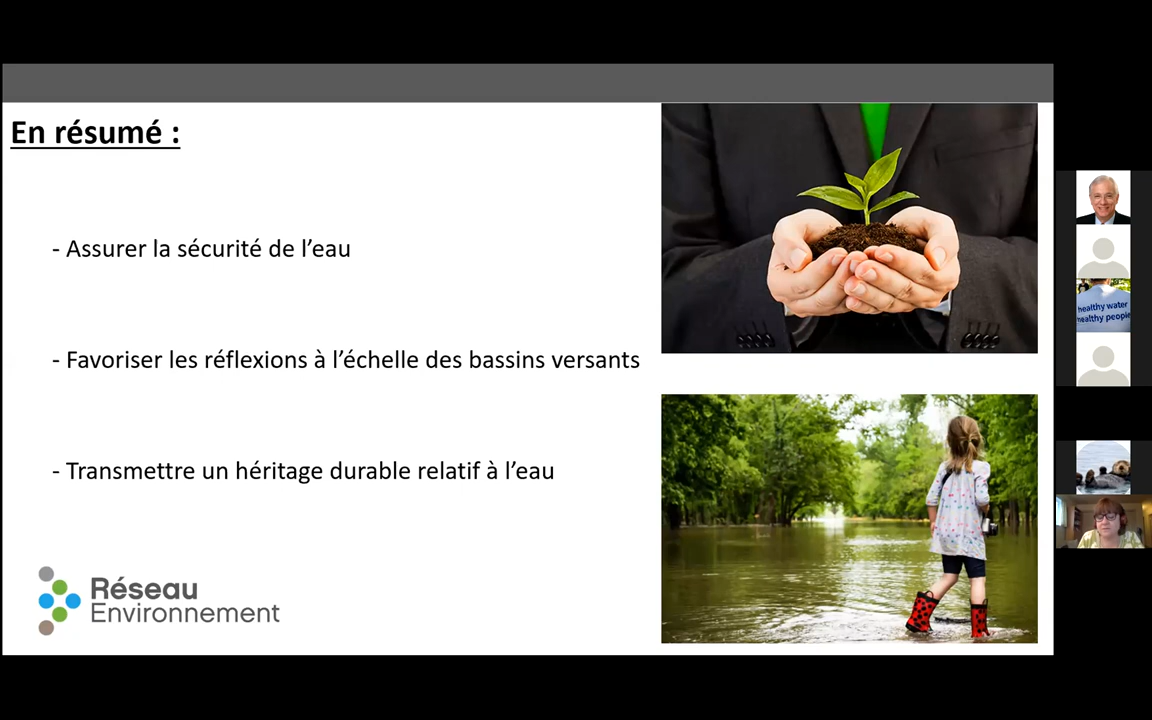 En résumé :
- Assurer la sécurité de l’eau
- Favoriser les réflexions à l’échelle des bassins versants
- Transmettre un héritage durable relatif à l’eau
Réseau
Environnement
healthy water
healthy people